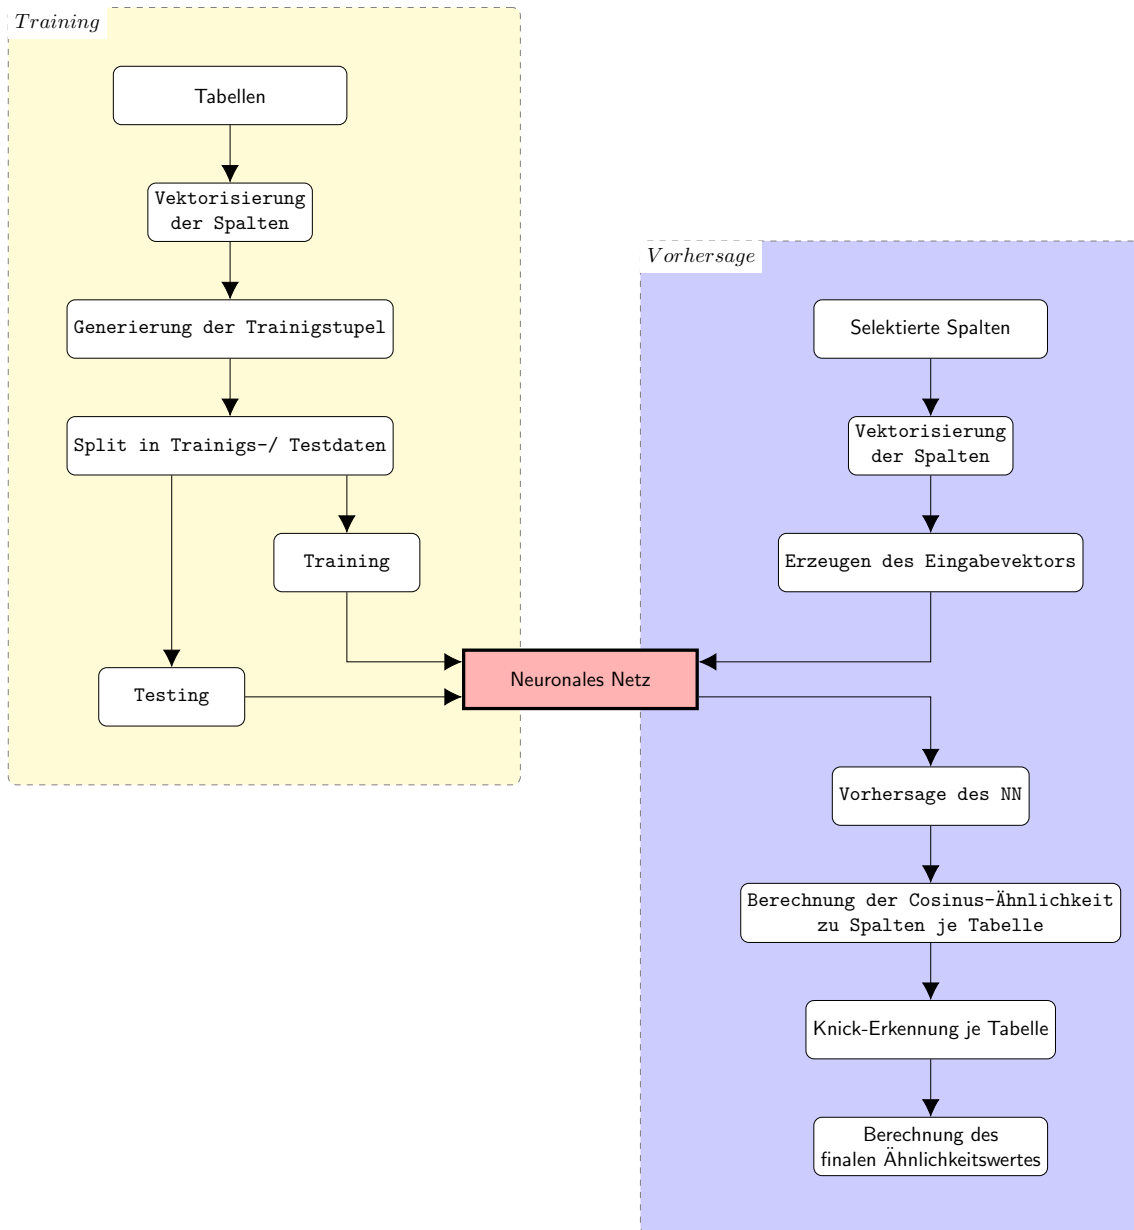 Training
Tabellen
Vektorisierung
der Spalten
Generierung der Trainigstupel
Split in Trainigs-/ Testdaten
Training
Testing
Neuronales Netz
Vorhersage
Selektierte Spalten
Vektorisierung
der Spalten
Erzeugen des Eingabevektors
Vorhersage des NN
Berechnung der Cosinus-Ähnlichkeit
zu Spalten je Tabelle
Knick-Erkennung je Tabelle
Berechnung des
finalen Ähnlichkeitswertes